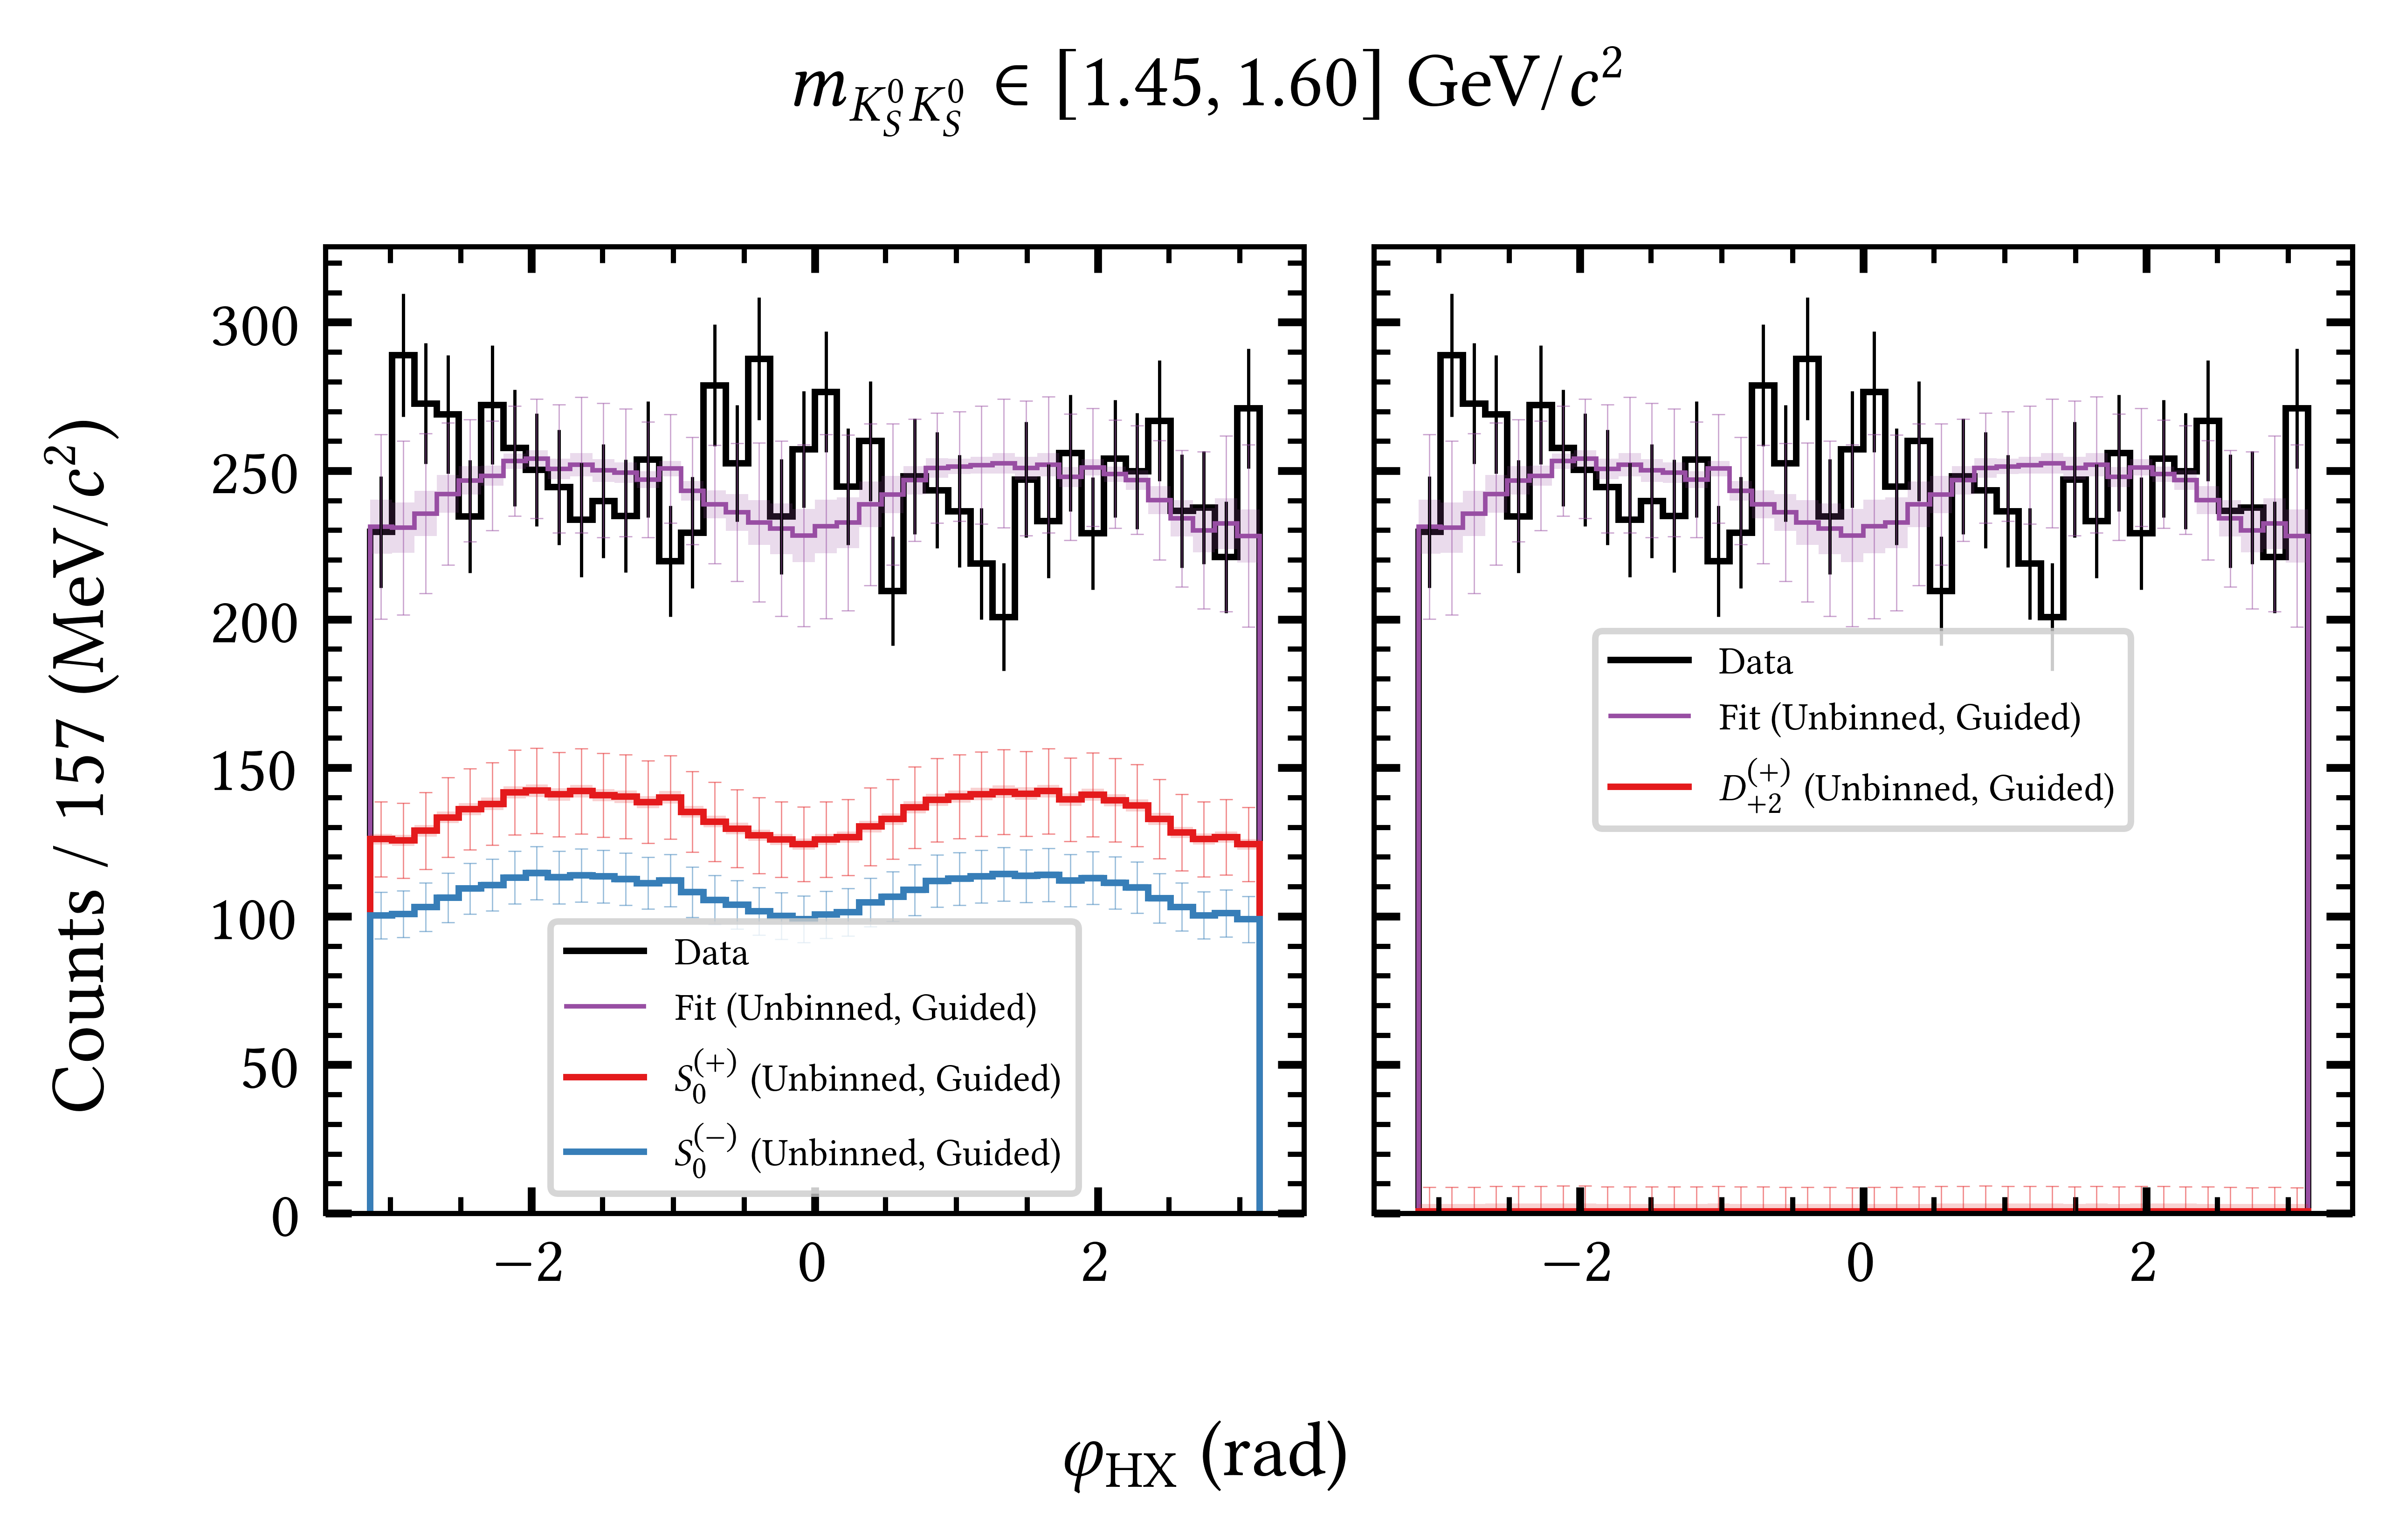 m_{K_S^0 K_S^0} ∈ [1.45, 1.60] GeV/c²
Counts / 157 (MeV/c²)
300
250
200
150
100
50
0
Data
Fit (Unbinned, Guided)
S_0^{(+)} (Unbinned, Guided)
S_0^{(−)} (Unbinned, Guided)
−2 0 2
Data
Fit (Unbinned, Guided)
D_{+2}^{(+)} (Unbinned, Guided)
−2 0 2
φ_{HX} (rad)